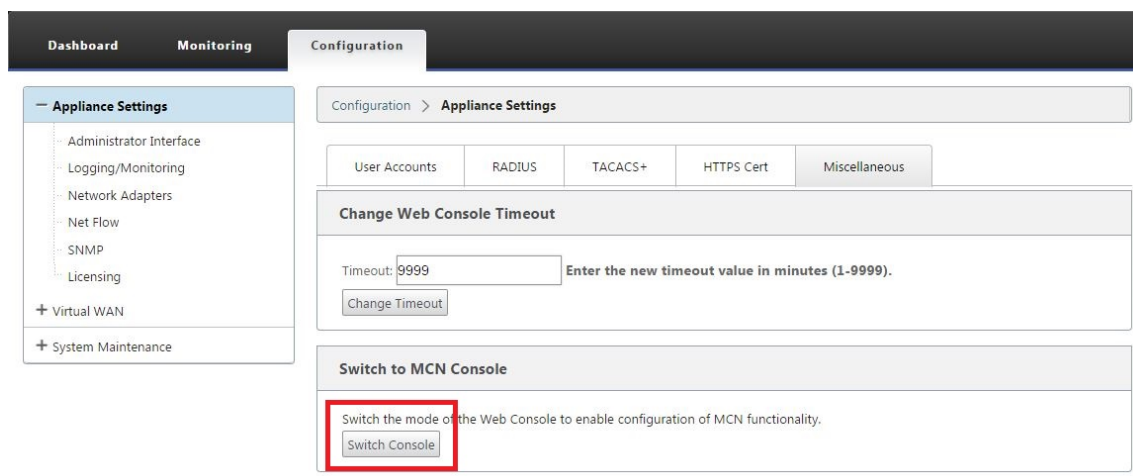 Dashboard Monitoring Configuration
Appliance Settings
Administrator Interface
Logging/Monitoring
Network Adapters
Net Flow
SNMP
Licensing
+ Virtual WAN
+ System Maintenance
Configuration > Appliance Settings
User Accounts RADIUS TACACS+ HTTPS Cert Miscellaneous
Change Web Console Timeout
Timeout: 9999 Enter the new timeout value in minutes (1-9999).
Change Timeout
Switch to MCN Console
Switch the mode of the Web Console to enable configuration of MCN functionality.
Switch Console